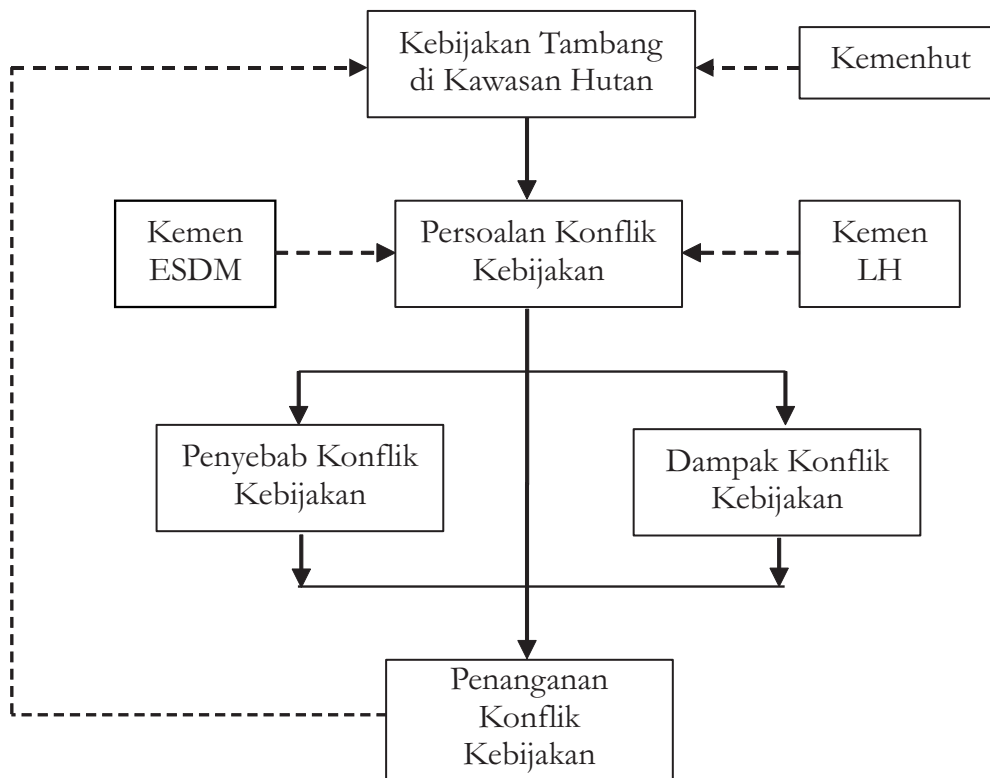 Kebijakan Tambang
di Kawasan Hutan
Kemenhut
Kemen
ESDM
Persoalan Konflik
Kebijakan
Kemen
LH
Penyebab Konflik
Kebijakan
Dampak Konflik
Kebijakan
Penanganan
Konflik
Kebijakan